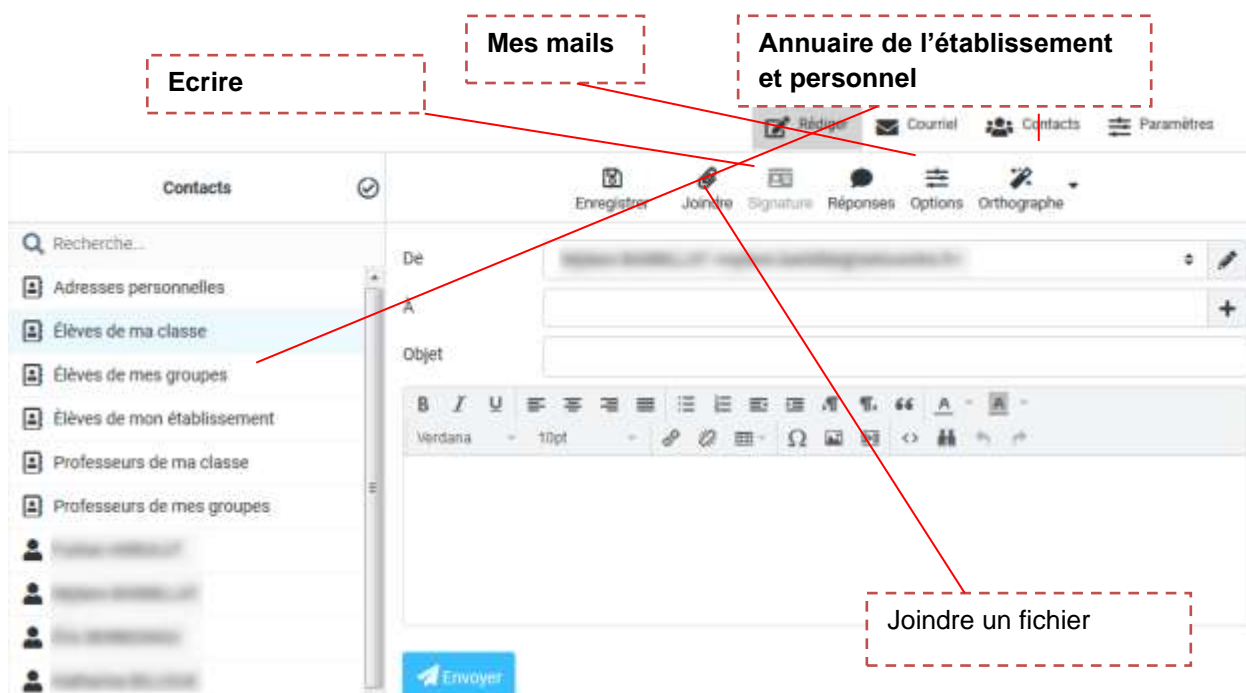 Mes mails
Annuaire de l’établissement
et personnel
Ecrire
Rédiger Courriel Contacts Paramètres
Contacts
Enregistrer Joindre Signature Réponses Options Orthographe
Recherche...
De
Adresses personnelles
À
Élèves de ma classe
Objet
Élèves de mes groupes
Élèves de mon établissement
B I U
Verdana 10pt
Professeurs de ma classe
Professeurs de mes groupes
Joindre un fichier
Envoyer